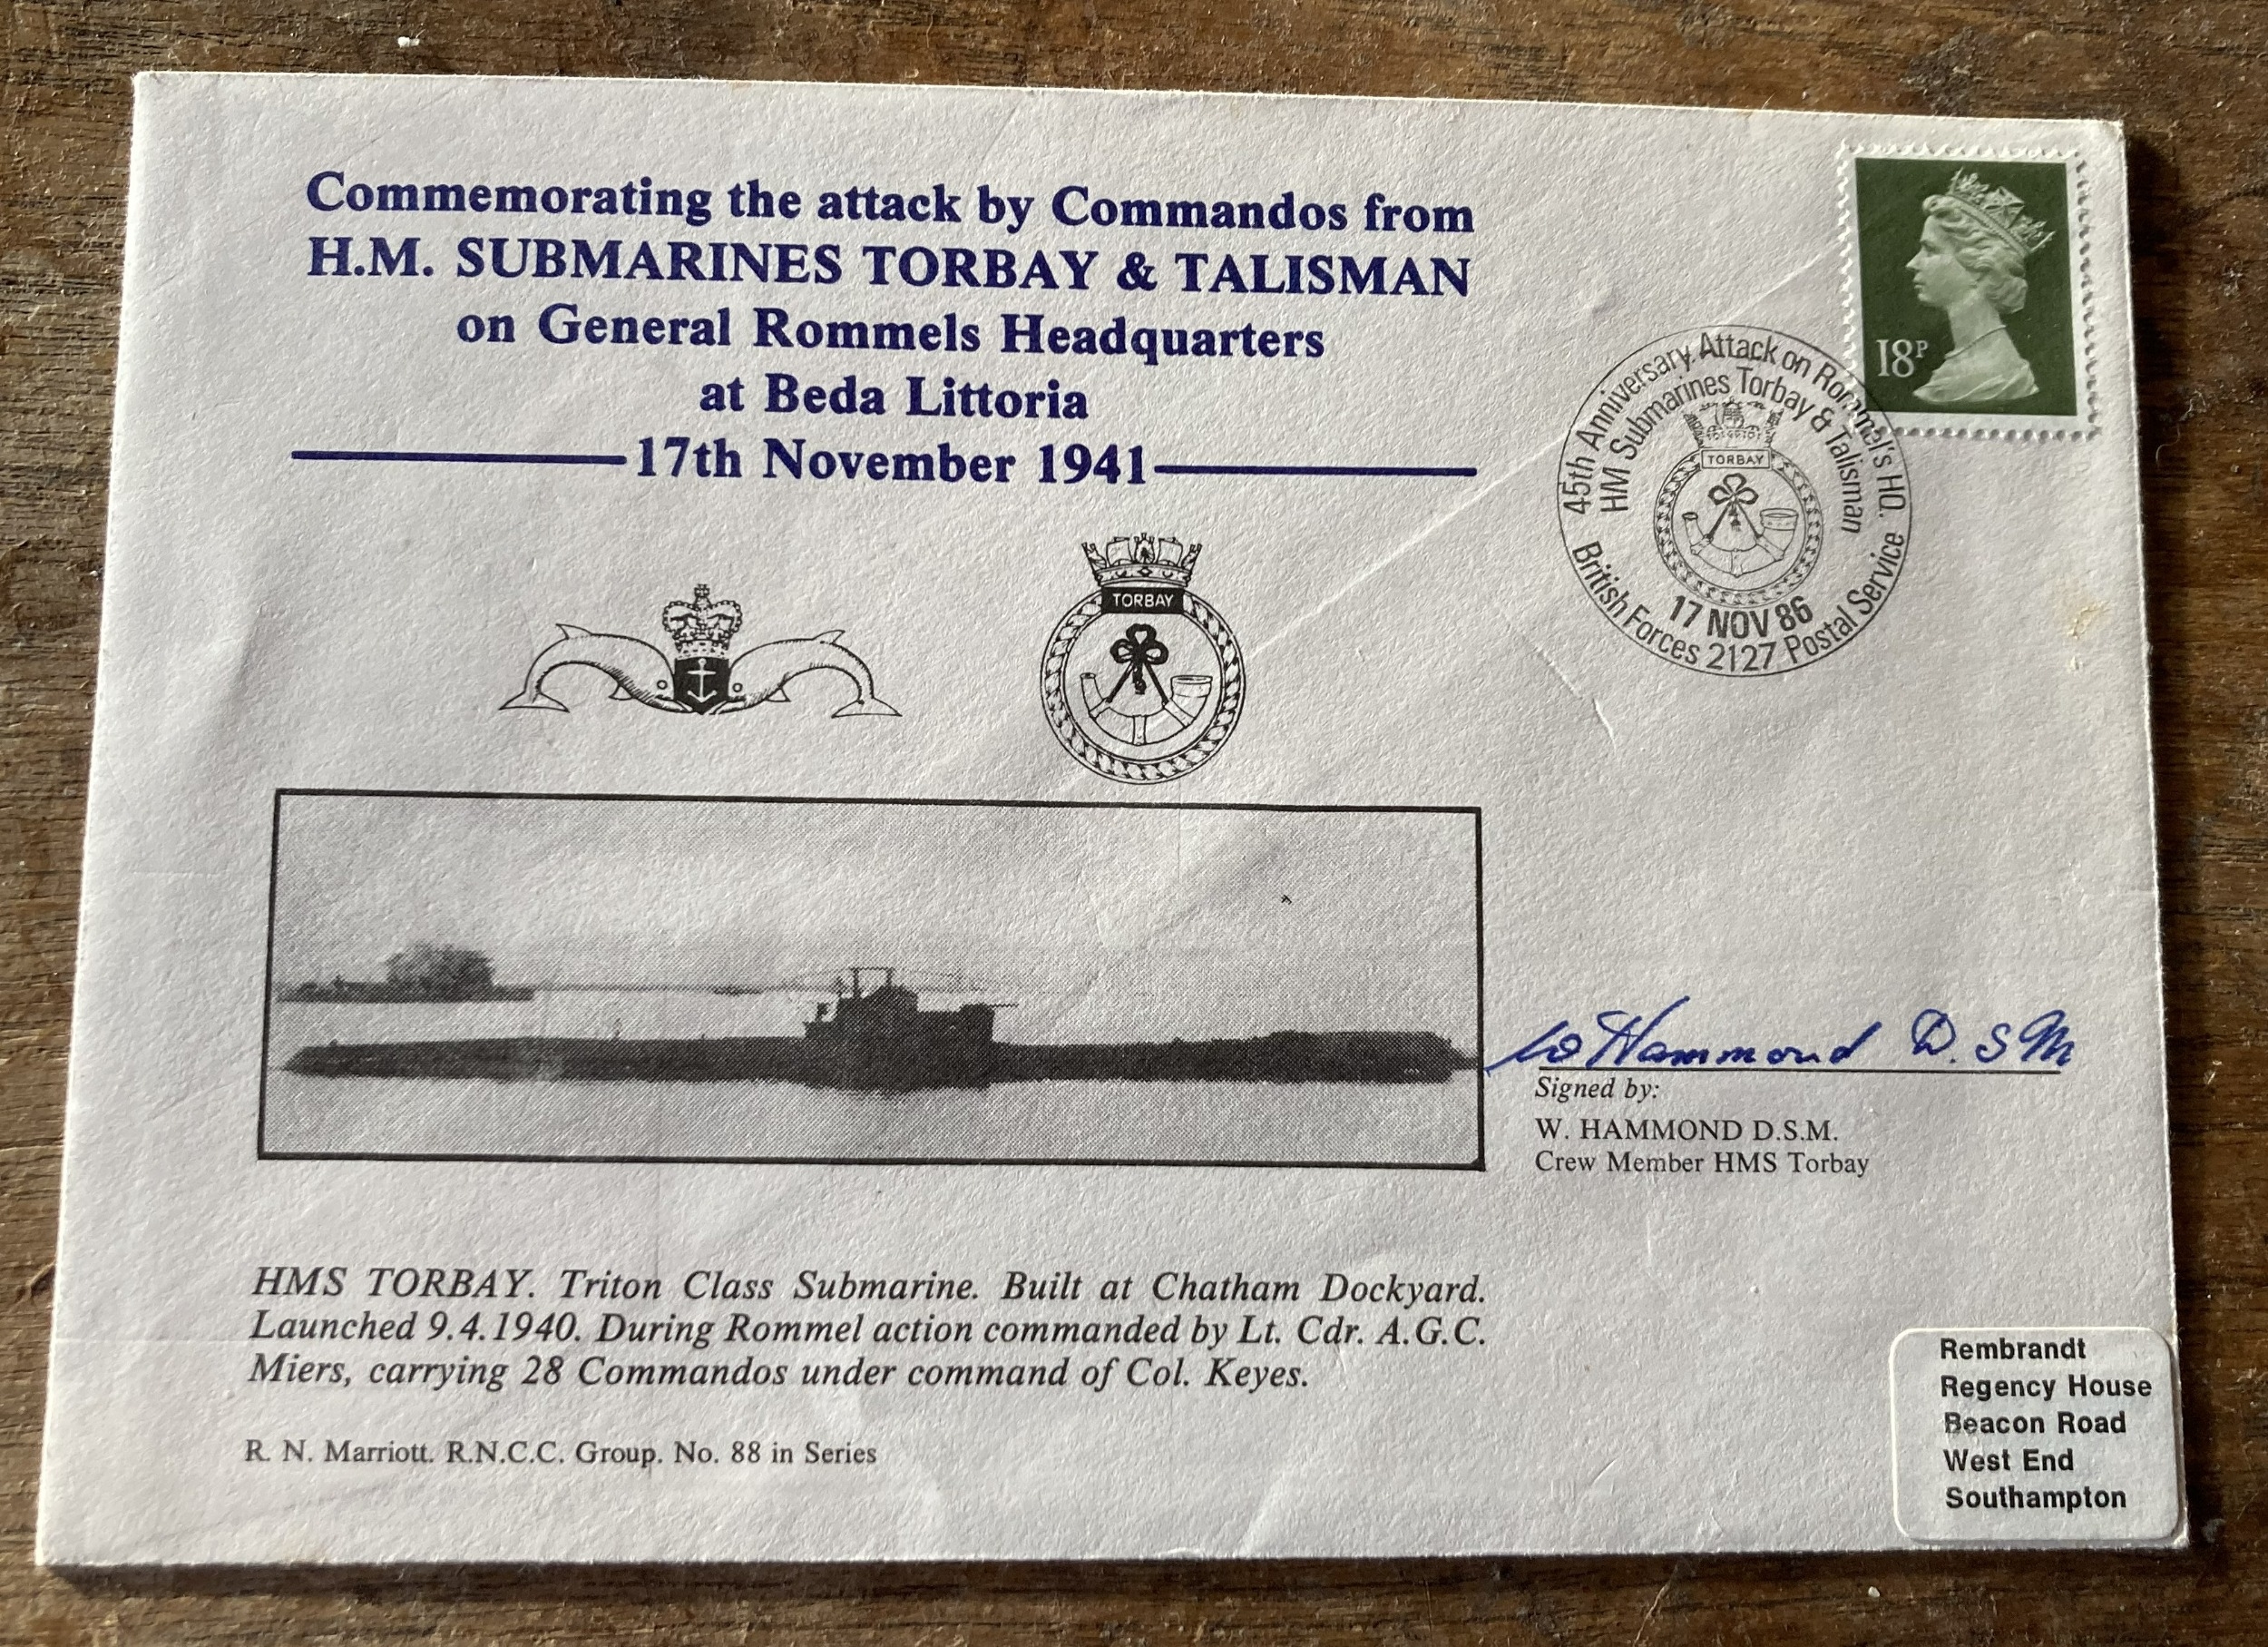 Commemorating the attack by Commandos from
H.M. SUBMARINES TORBAY & TALISMAN
on General Rommels Headquarters
at Beda Littoria
17th November 1941
18P
45th Anniversary Attack on Rommel's HQ.
HM Submarines Torbay & Talisman
TORBAY
17 NOV 86
British Forces 2127 Postal Service
TORBAY
W Hammond D.S.M
Signed by:
W. HAMMOND D.S.M.
Crew Member HMS Torbay
HMS TORBAY. Triton Class Submarine. Built at Chatham Dockyard.
Launched 9.4.1940. During Rommel action commanded by Lt. Cdr. A.G.C.
Miers, carrying 28 Commandos under command of Col. Keyes.
R. N. Marriott. R.N.C.C. Group. No. 88 in Series
Rembrandt
Regency House
Beacon Road
West End
Southampton